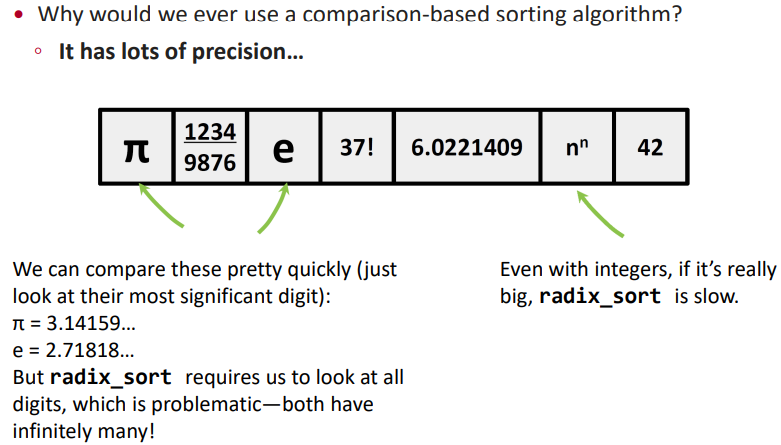 • Why would we ever use a comparison-based sorting algorithm?
◦ It has lots of precision…
π
1234
9876
e
37!
6.0221409
nⁿ
42
We can compare these pretty quickly (just
look at their most significant digit):
π = 3.14159…
e = 2.71818…
But radix_sort requires us to look at all
digits, which is problematic—both have
infinitely many!
Even with integers, if it’s really
big, radix_sort is slow.